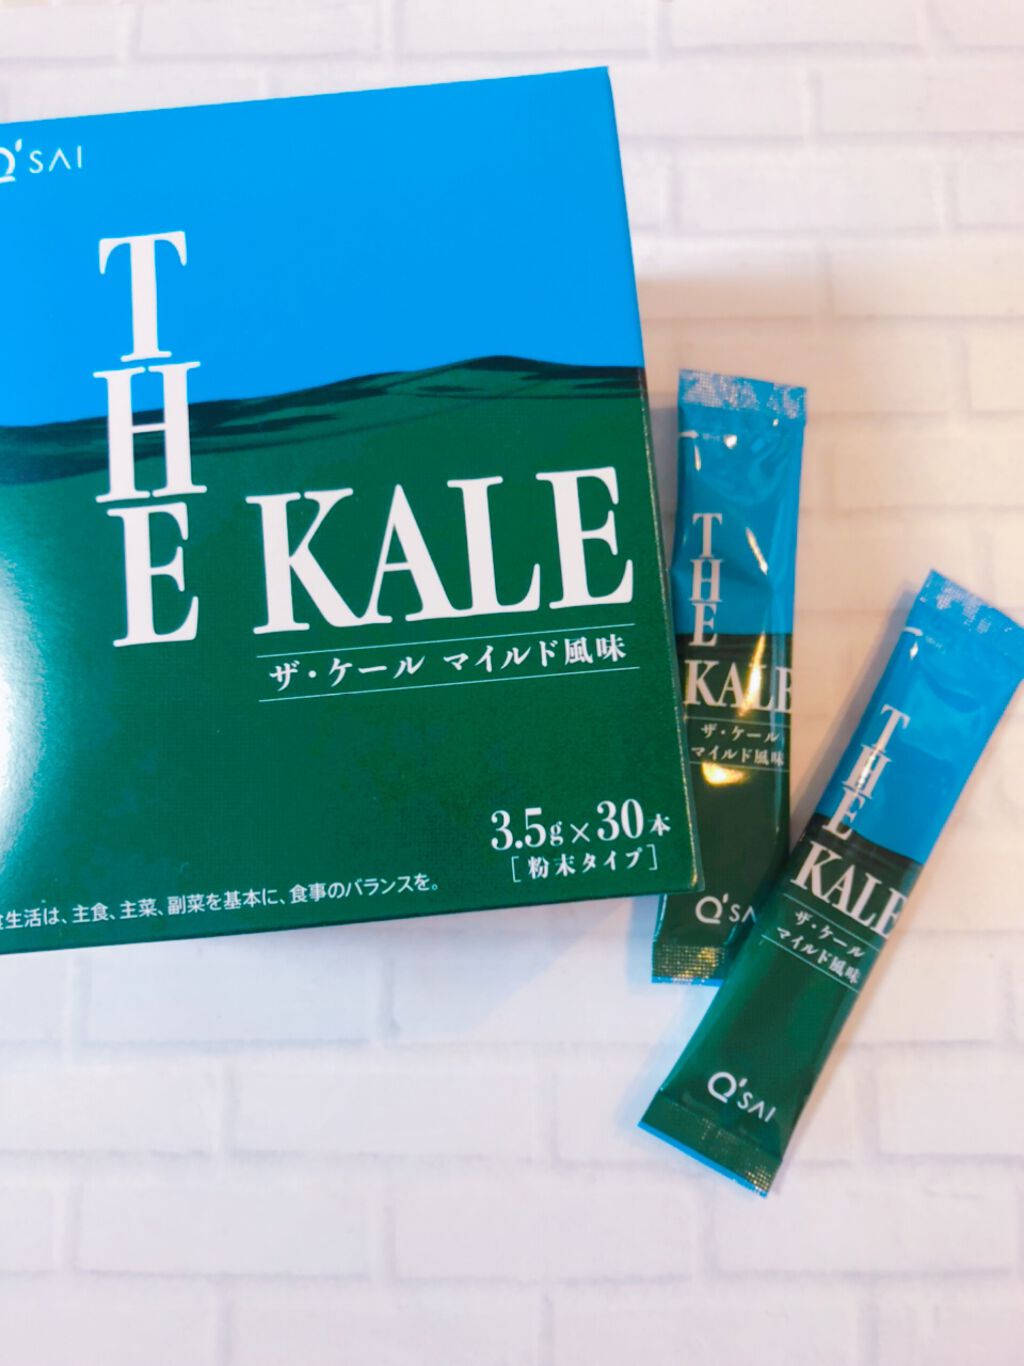 Q'SAI
THE
KALE
ザ・ケール マイルド風味
3.5g×30本
[粉末タイプ]
食生活は、主食、主菜、副菜を基本に、食事のバランスを。
THE
KALE
ザ・ケール
マイルド風味
Q'SA
THE
KALE
ザ・ケール
マイルド風味
Q'SAI